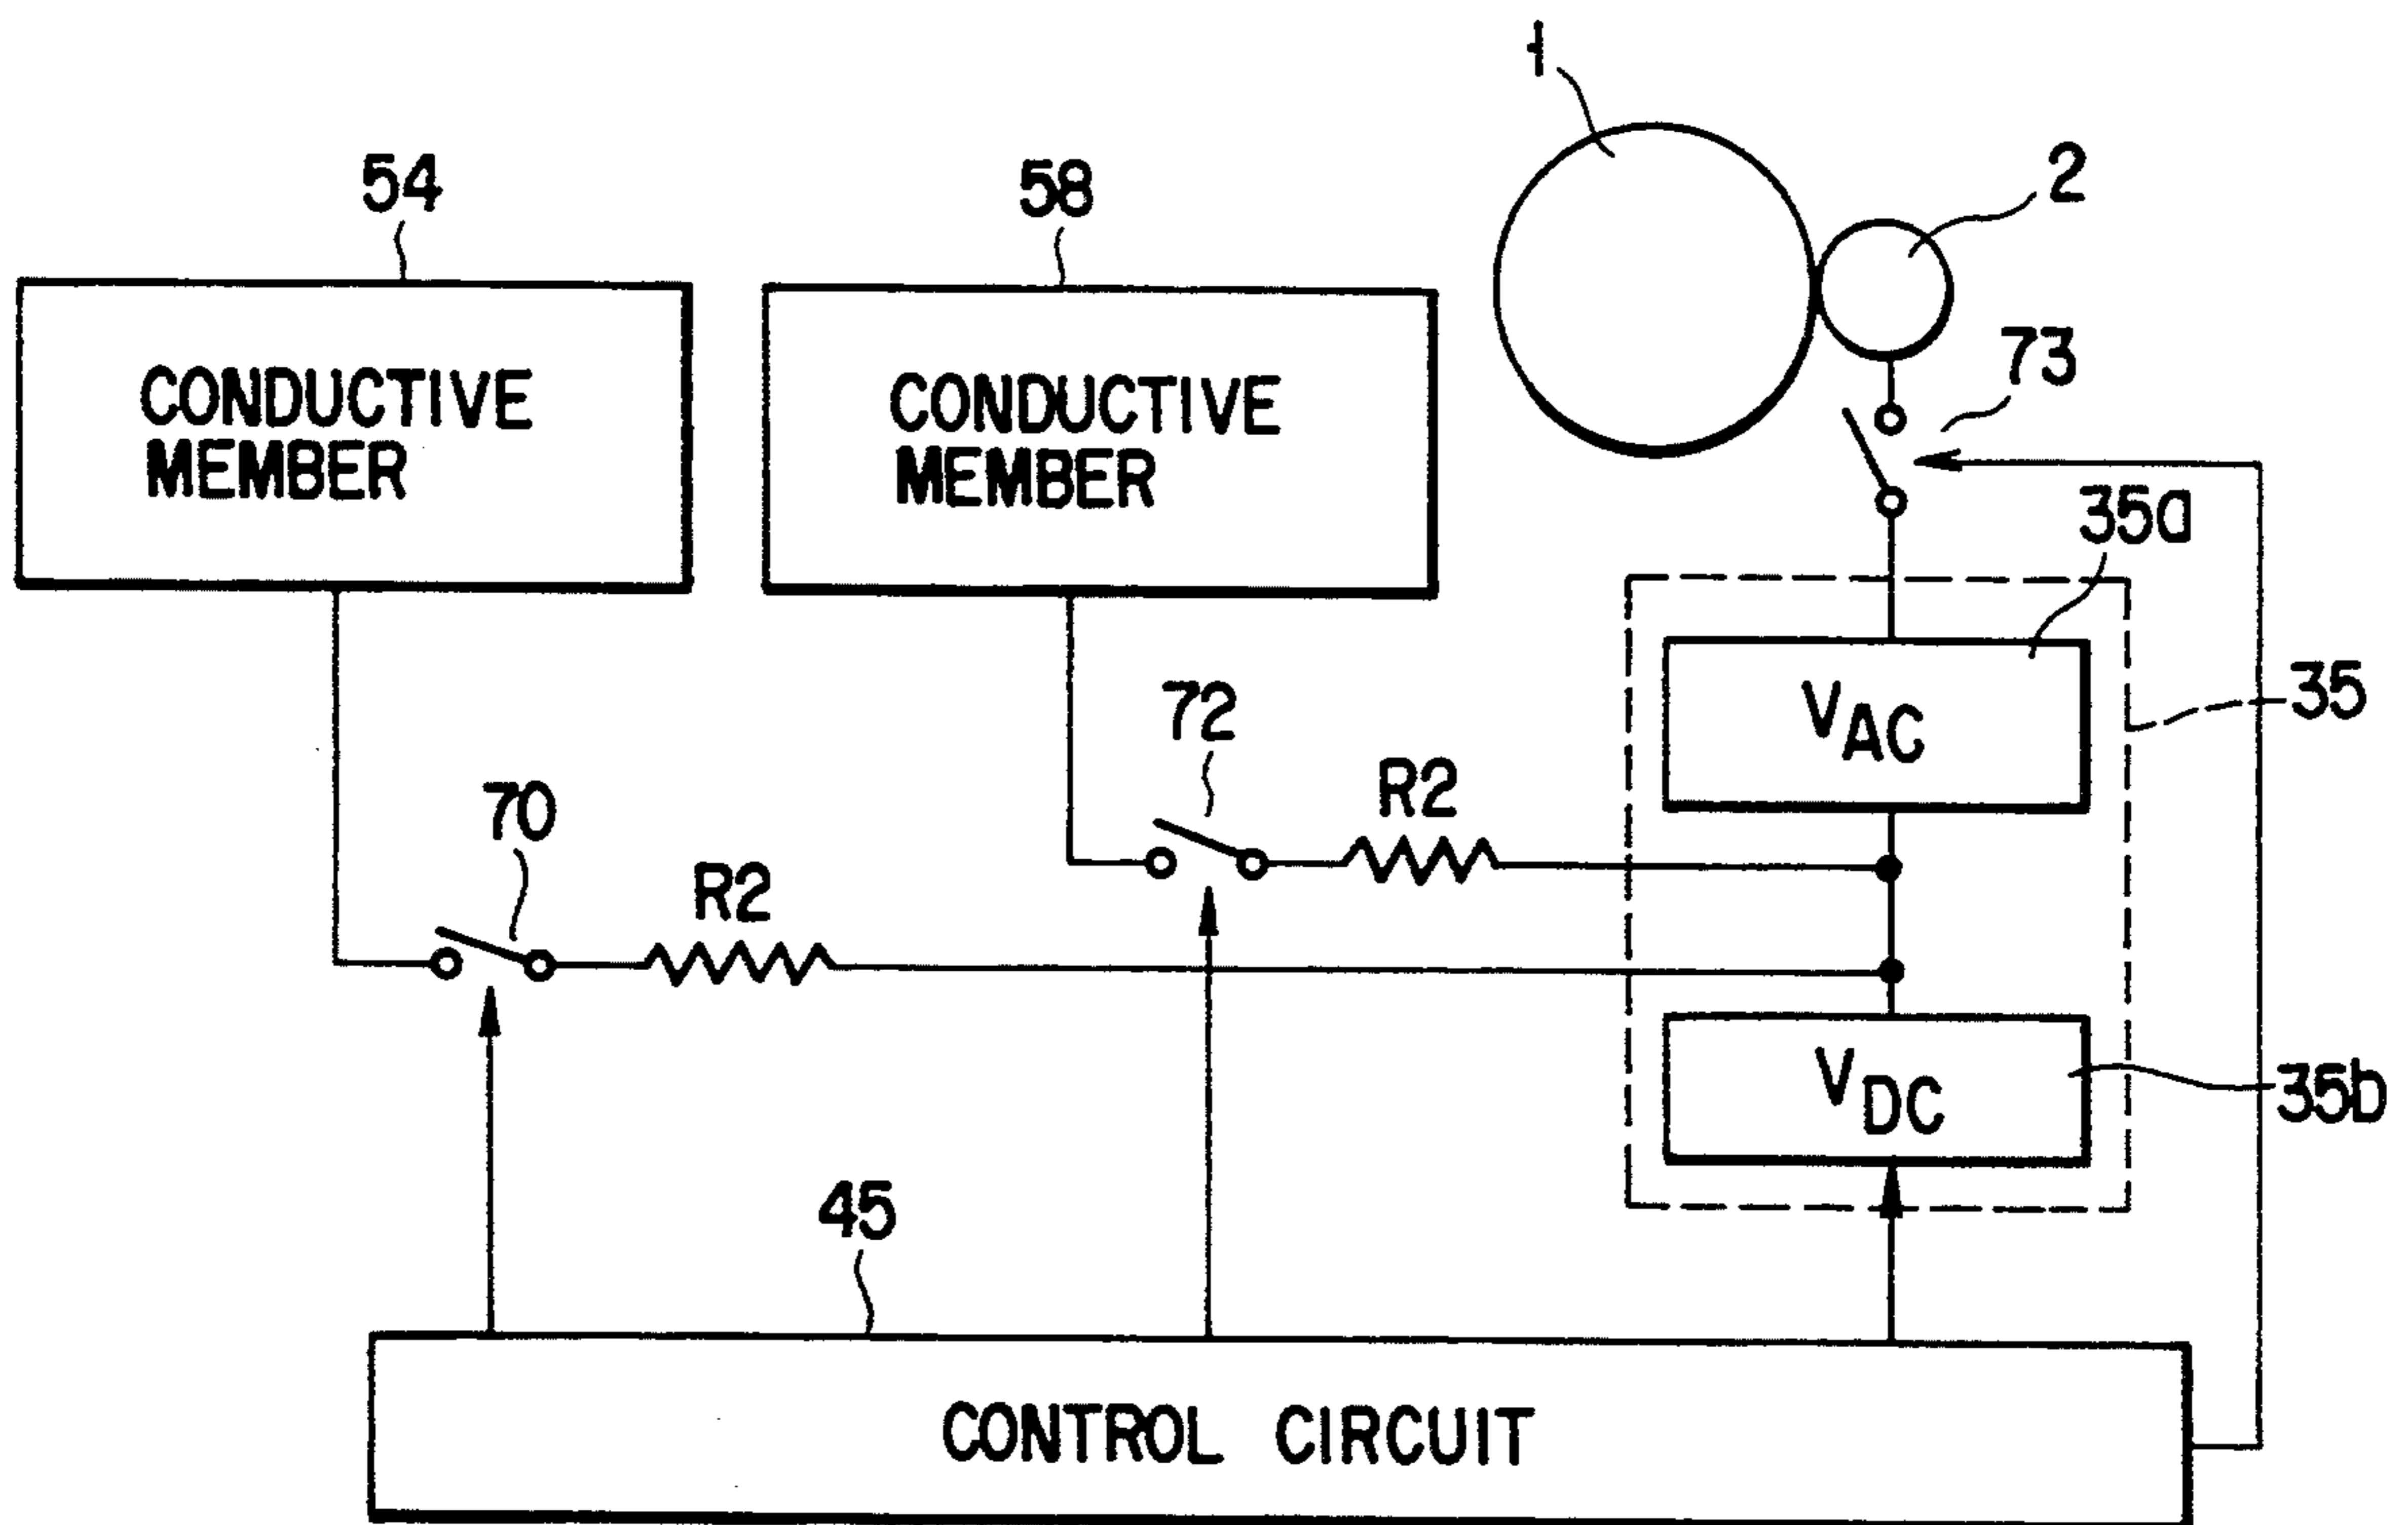 1
54
58
2
CONDUCTIVE
MEMBER
CONDUCTIVE
MEMBER
73
35a
VAC
35
72
R2
70
R2
VDC
35b
45
CONTROL CIRCUIT